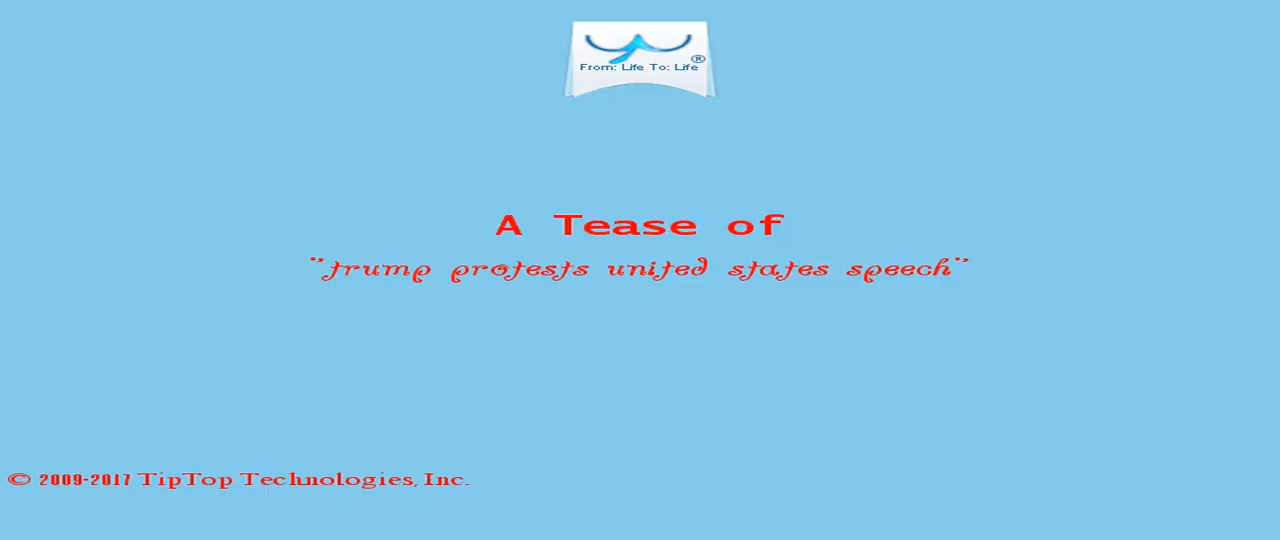 From: Life To: Life ®
A Tease of
"trump protests united states speech"
© 2009-2017 TipTop Technologies, Inc.